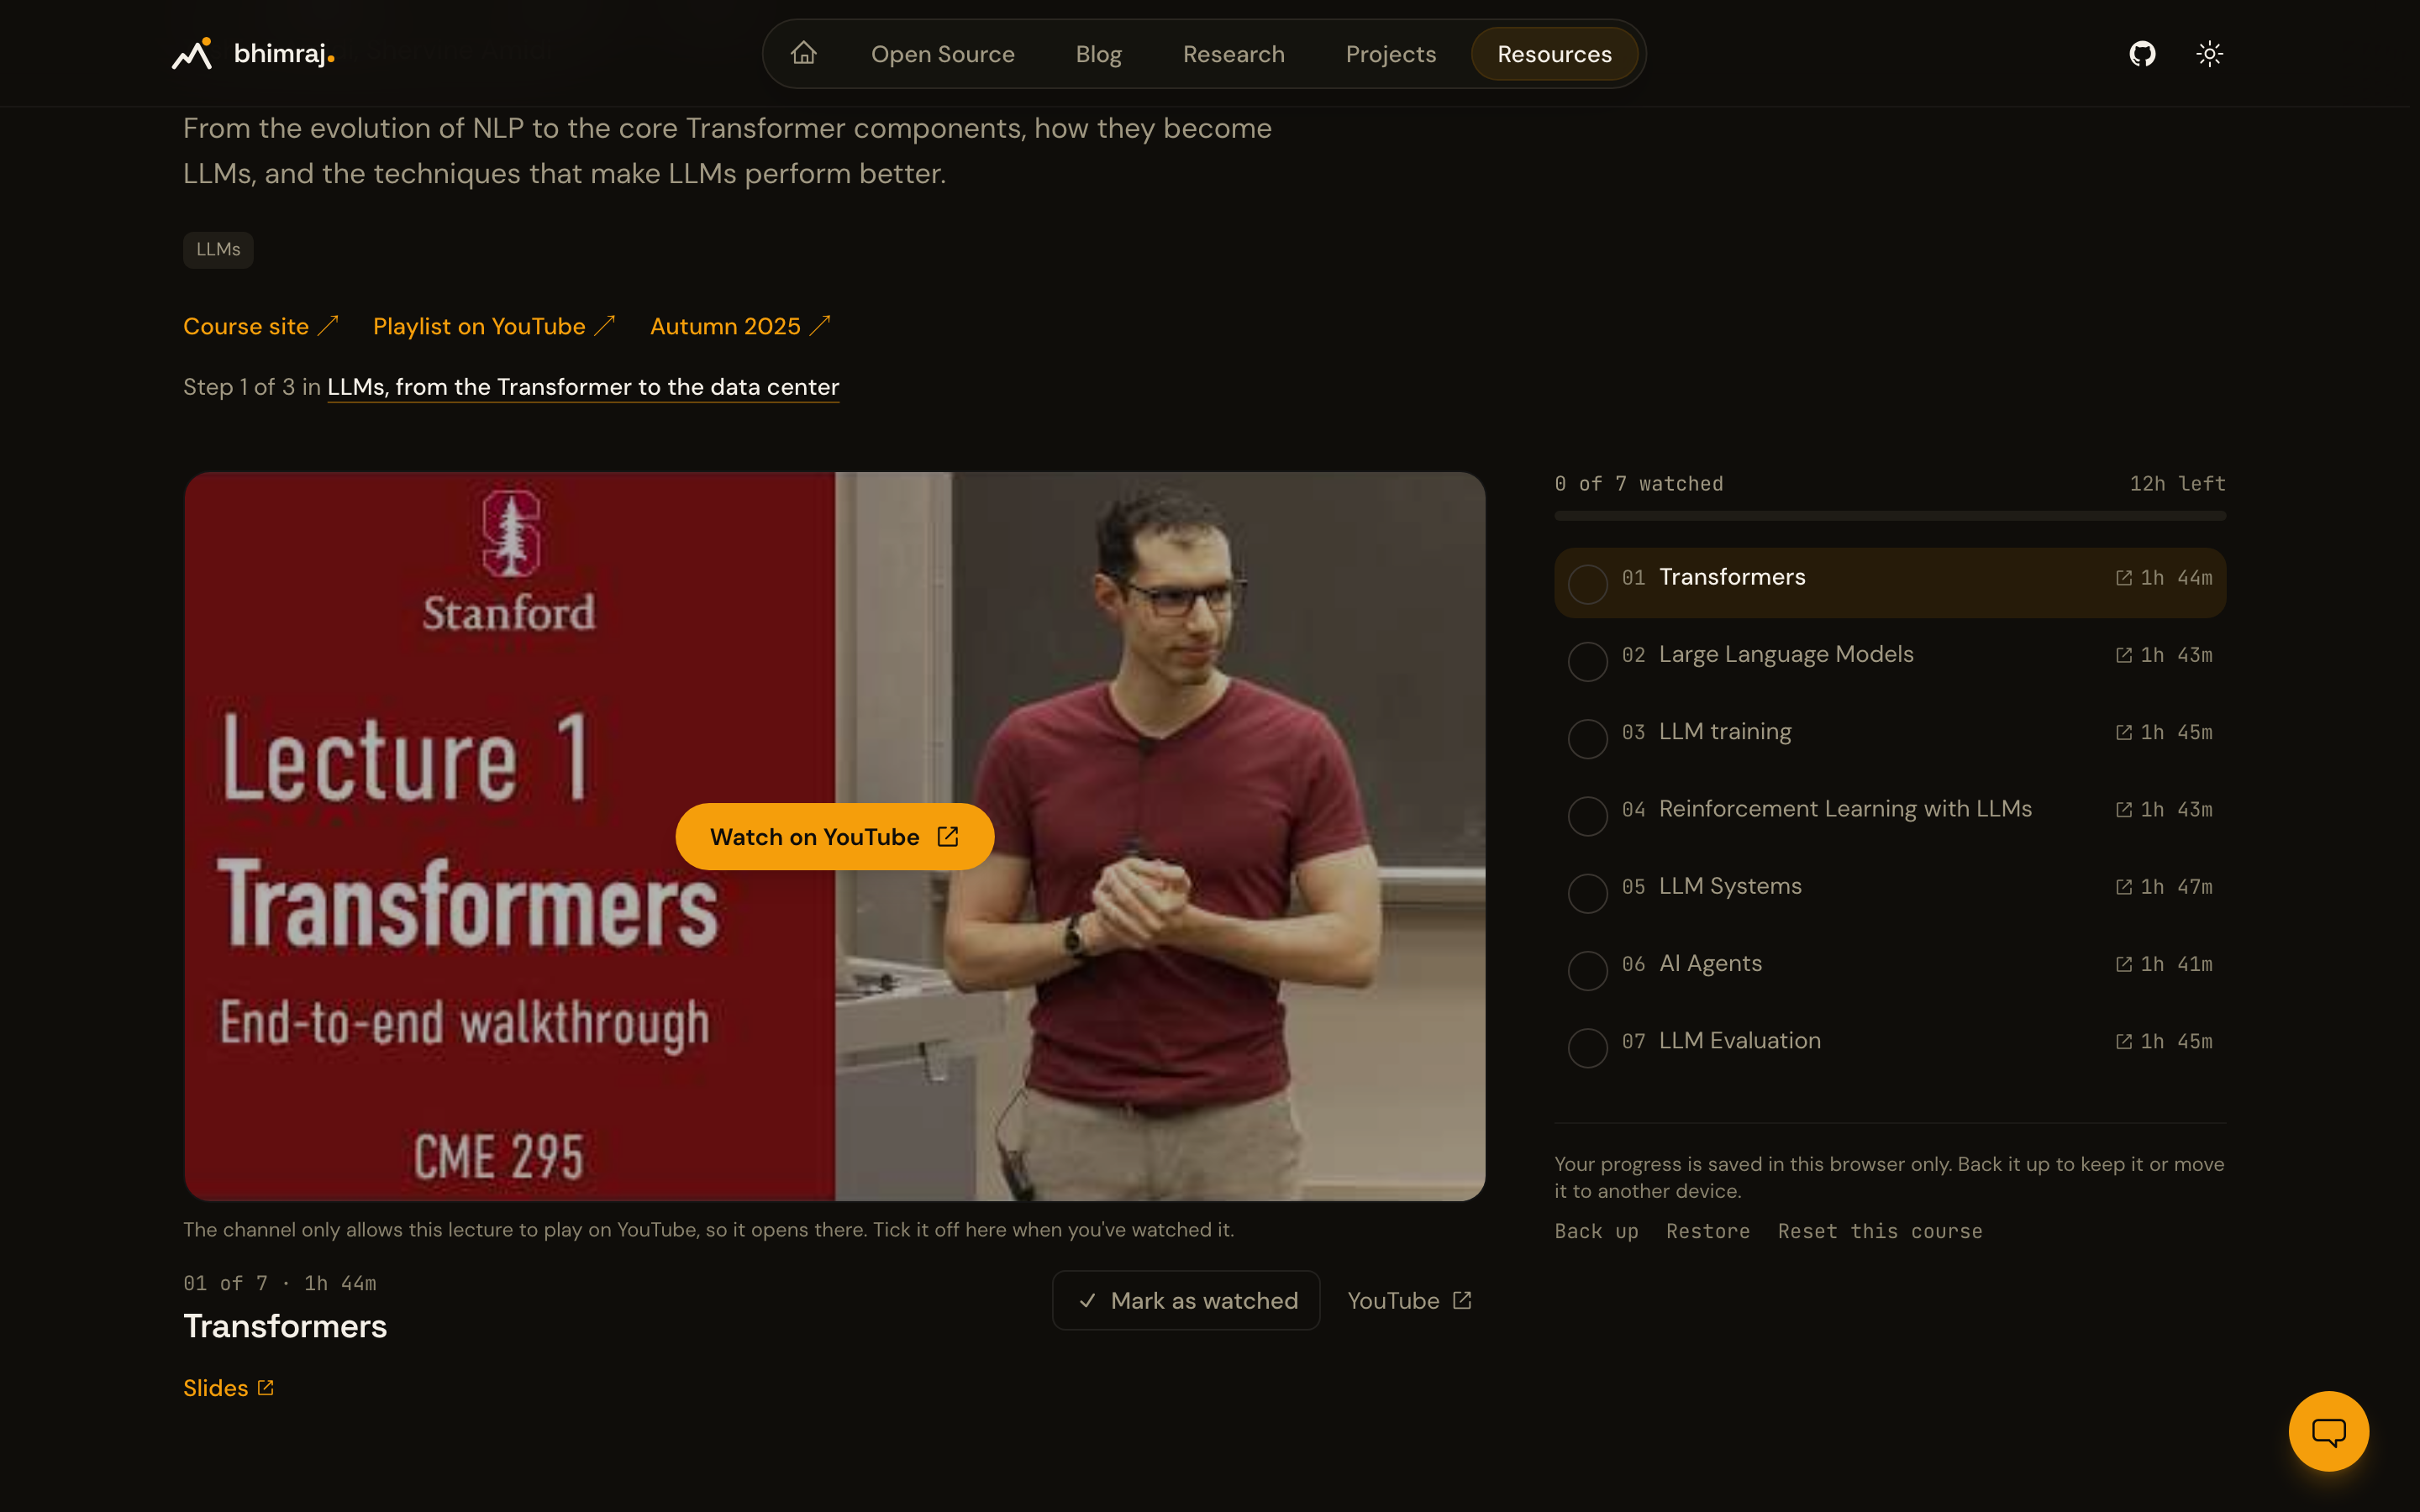 bhimraj.
Open Source
Blog
Research
Projects
Resources
From the evolution of NLP to the core Transformer components, how they become
LLMs, and the techniques that make LLMs perform better.
LLMs
Course site
Playlist on YouTube
Autumn 2025
Step 1 of 3 in LLMs, from the Transformer to the data center
Stanford
Lecture 1
Transformers
End-to-end walkthrough
CME 295
Watch on YouTube
The channel only allows this lecture to play on YouTube, so it opens there. Tick it off here when you've watched it.
01 of 7 · 1h 44m
Transformers
Mark as watched
YouTube
Slides
0 of 7 watched
12h left
01 Transformers 1h 44m
02 Large Language Models 1h 43m
03 LLM training 1h 45m
04 Reinforcement Learning with LLMs 1h 43m
05 LLM Systems 1h 47m
06 AI Agents 1h 41m
07 LLM Evaluation 1h 45m
Your progress is saved in this browser only. Back it up to keep it or move
it to another device.
Back up
Restore
Reset this course